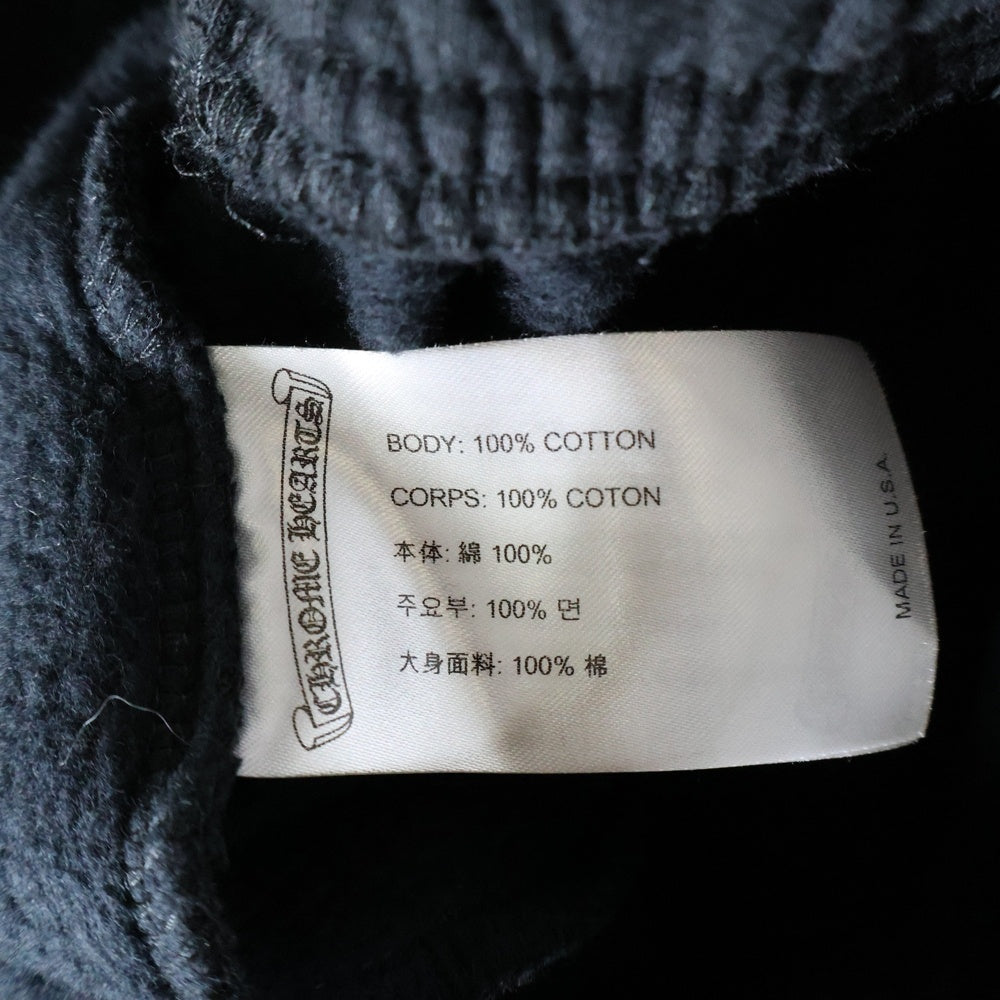 CHROME HEARTS
BODY: 100% COTTON
CORPS: 100% COTON
本体: 綿 100%
주요부: 100% 면
大身面料: 100% 棉
MADE IN U.S.A.